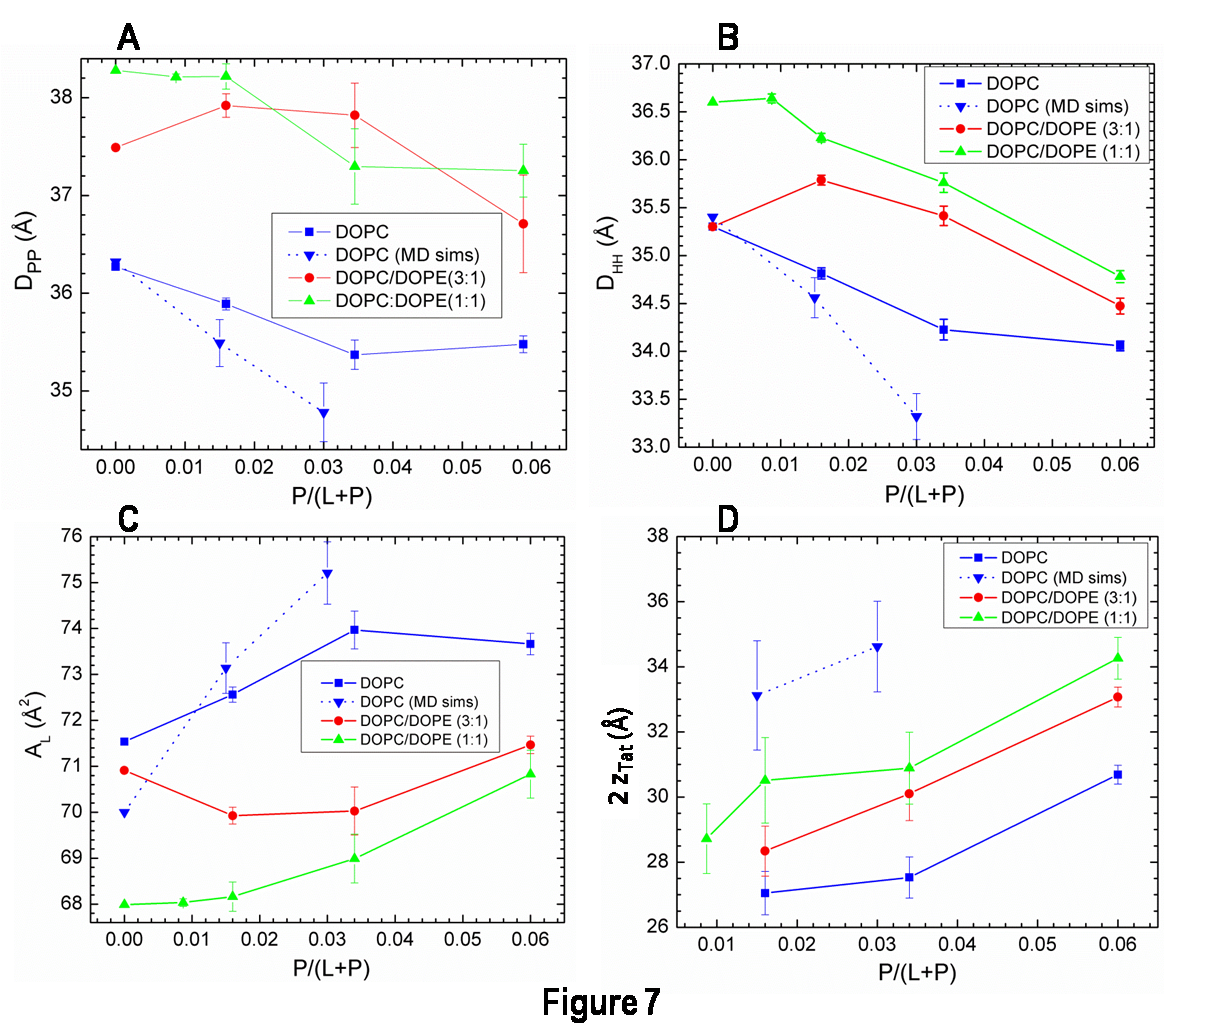 A
38
37
36
35
D_PP (Å)
DOPC
DOPC (MD sims)
DOPC/DOPE(3:1)
DOPC:DOPE(1:1)
0.00 0.01 0.02 0.03 0.04 0.05 0.06
P/(L+P)
B
37.0
36.5
36.0
35.5
35.0
34.5
34.0
33.5
33.0
D_HH (Å)
DOPC
DOPC (MD sims)
DOPC/DOPE (3:1)
DOPC/DOPE (1:1)
0.00 0.01 0.02 0.03 0.04 0.05 0.06
P/(L+P)
C
76
75
74
73
72
71
70
69
68
A_L (Å²)
DOPC
DOPC (MD sims)
DOPC/DOPE (3:1)
DOPC/DOPE (1:1)
0.00 0.01 0.02 0.03 0.04 0.05 0.06
P/(L+P)
D
38
36
34
32
30
28
26
2 z_Tat (Å)
DOPC
DOPC (MD sims)
DOPC/DOPE (3:1)
DOPC/DOPE (1:1)
0.01 0.02 0.03 0.04 0.05 0.06
P/(L+P)
Figure 7